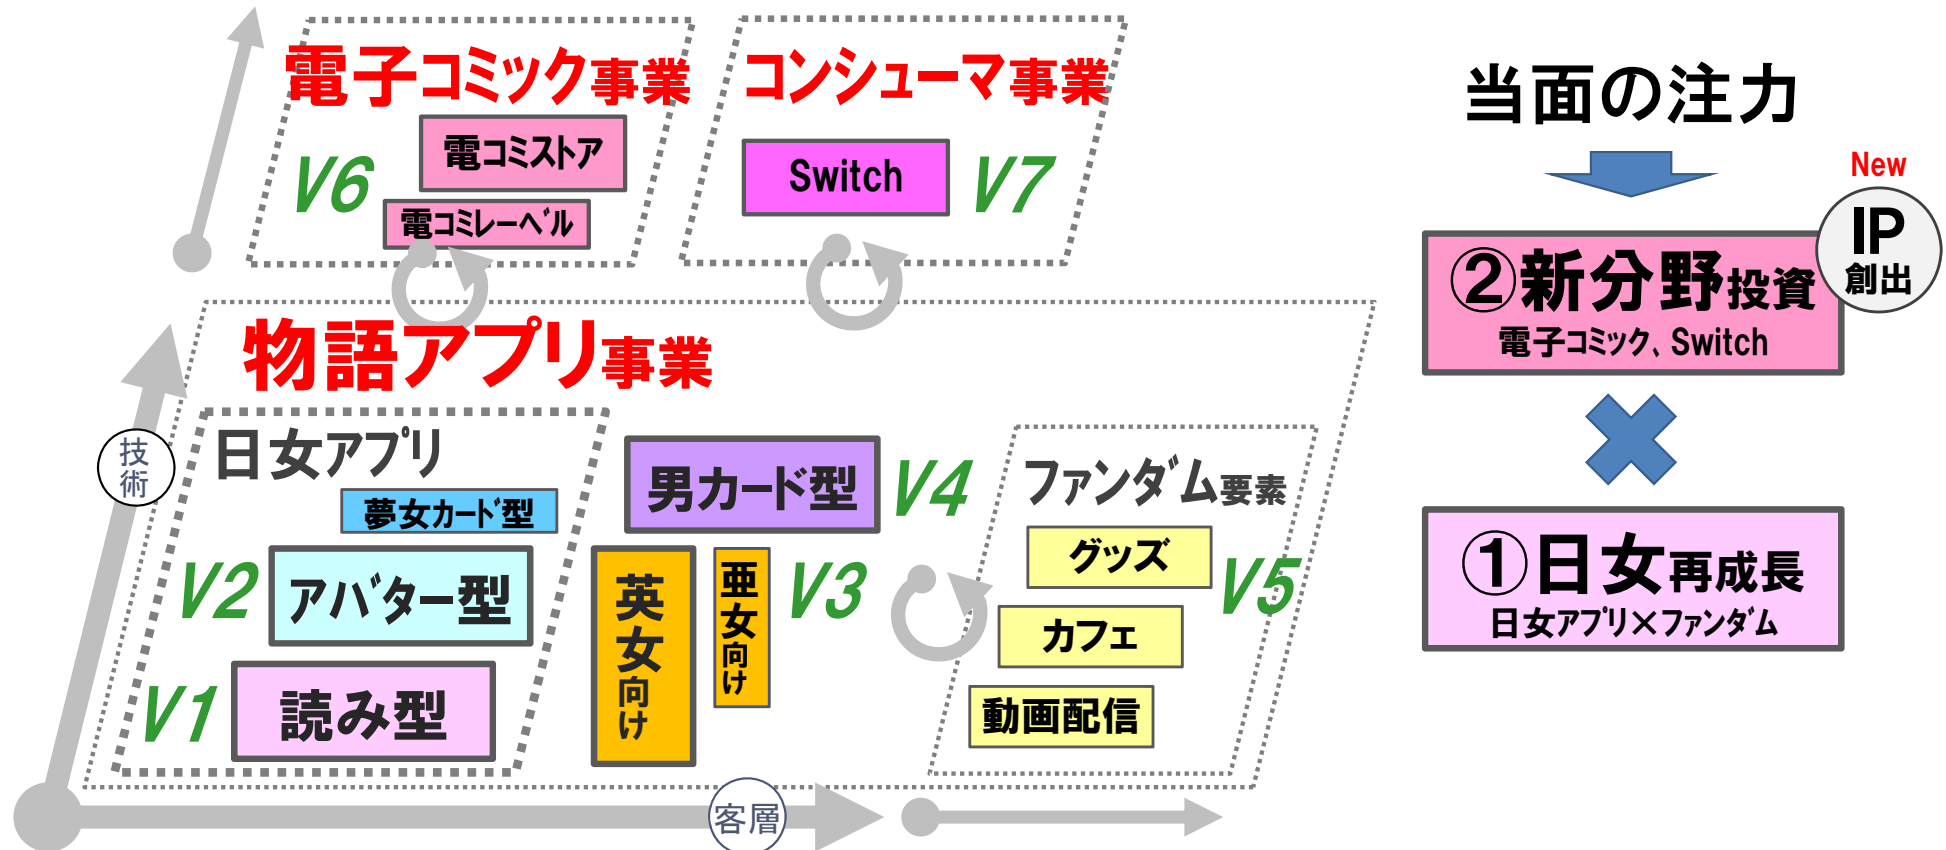 電子コミック事業
電コミストア
V6
電コミレーベル
コンシューマ事業
Switch
V7
物語アプリ事業
技術
日女アプリ
夢女カード型
V2
アバター型
V1
読み型
男カード型
V4
英女向け
亜女向け
V3
ファンダム要素
グッズ
V5
カフェ
動画配信
客層
当面の注力
New
IP
創出
②新分野投資
電子コミック、Switch
①日女再成長
日女アプリ×ファンダム